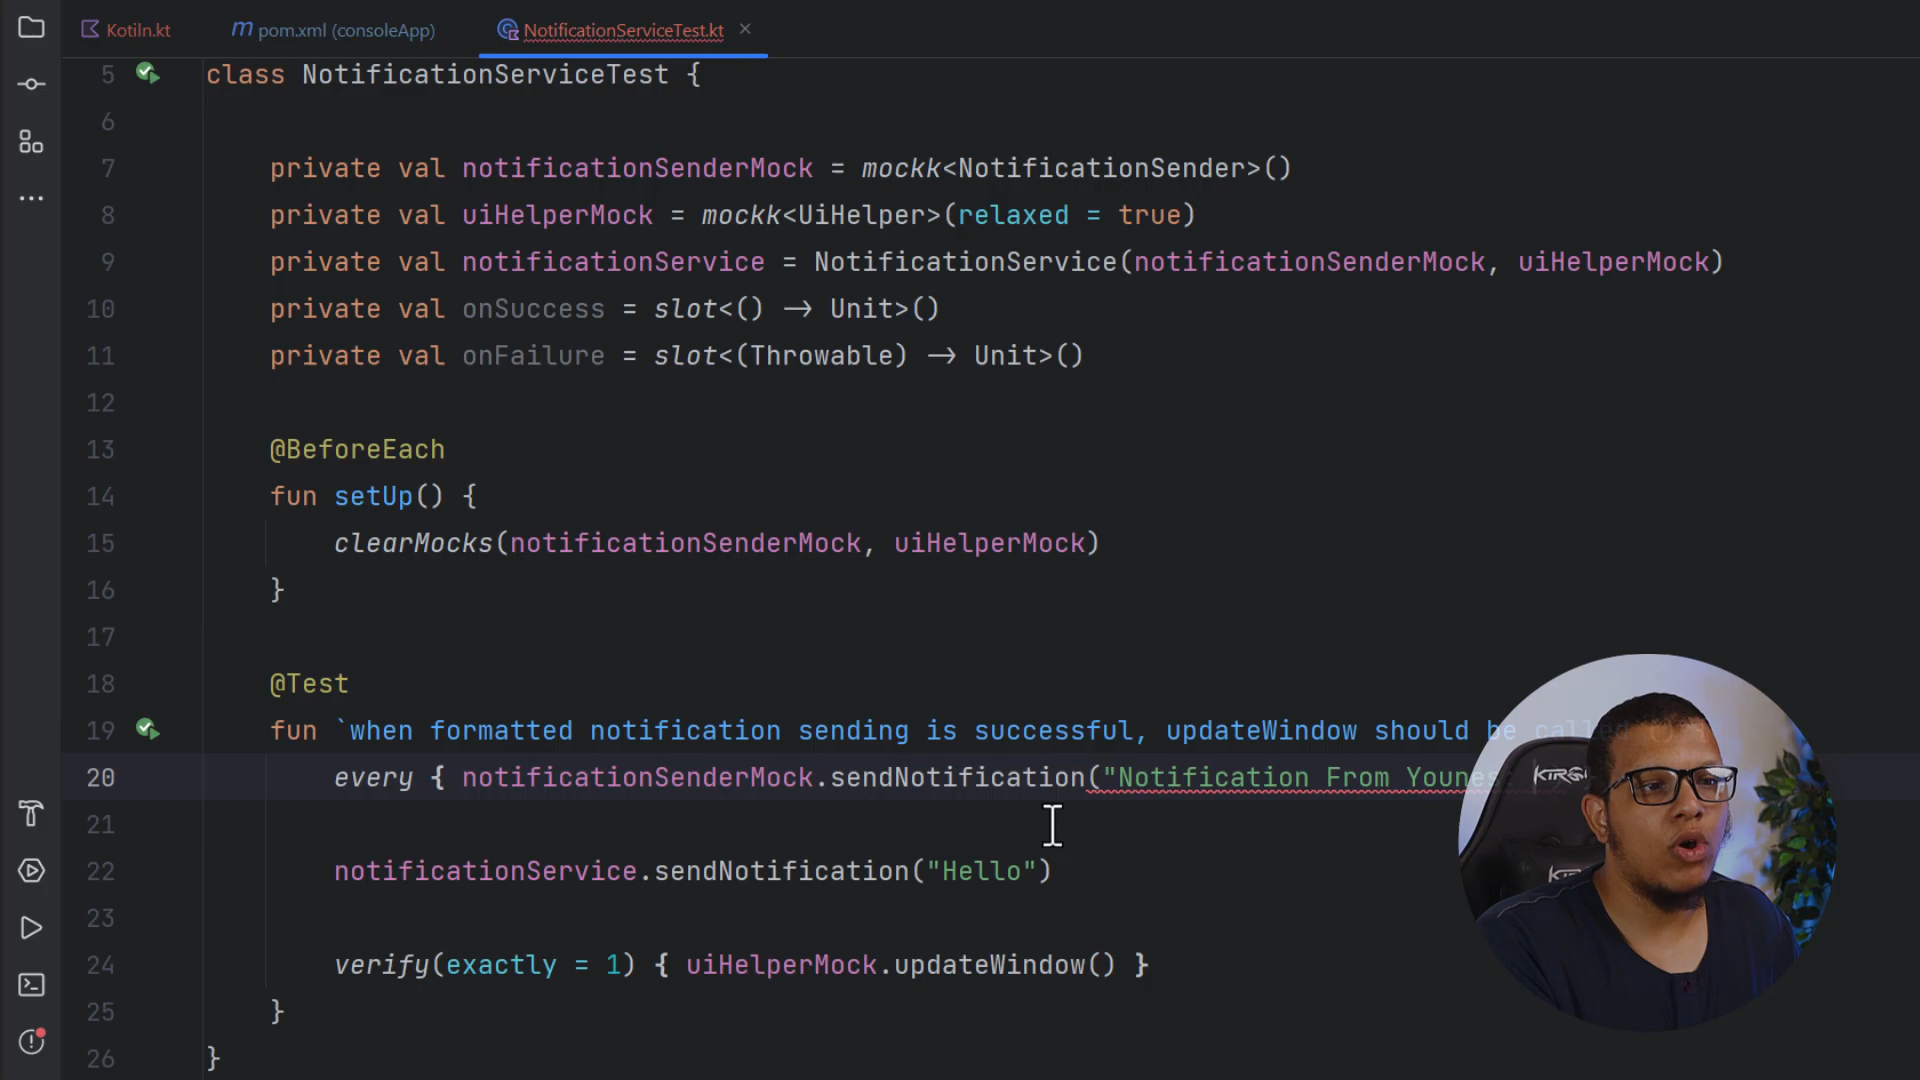 Kotiln.kt
pom.xml (consoleApp)
NotificationServiceTest.kt
5 class NotificationServiceTest {
6
7 private val notificationSenderMock = mockk<NotificationSender>()
8 private val uiHelperMock = mockk<UiHelper>(relaxed = true)
9 private val notificationService = NotificationService(notificationSenderMock, uiHelperMock)
10 private val onSuccess = slot<() -> Unit>()
11 private val onFailure = slot<(Throwable) -> Unit>()
12
13 @BeforeEach
14 fun setUp() {
15 clearMocks(notificationSenderMock, uiHelperMock)
16 }
17
18 @Test
19 fun `when formatted notification sending is successful, updateWindow should be called
20 every { notificationSenderMock.sendNotification("Notification From Younes
21
22 notificationService.sendNotification("Hello")
23
24 verify(exactly = 1) { uiHelperMock.updateWindow() }
25 }
26 }